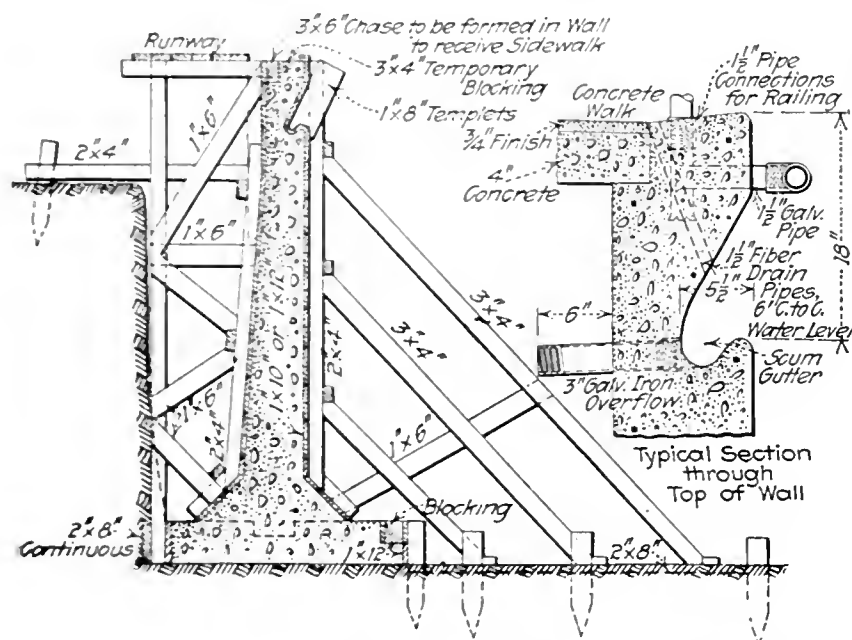 3"x6" Chase to be formed in Wall
to receive Sidewalk
Runway
3"x4" Temporary
Blocking
1"x8" Templets
1"x6"
2"x4"
1"x6"
1"x10" or 1"x12"
2"x4"
3"x4"
3"x4"
1"x6"
2"x4"
1"x6"
2"x8"
Continuous
Blocking
1"x12"
2"x8"
1½" Pipe
Connections
for Railing
Concrete
Walk
¾" Finish
4"
Concrete
1½" Galv.
Pipe
18"
1½" Fiber
Drain
Pipes,
6' C. to C.
5½"
6"
Water Level
Scum
Gutter
3" Galv. Iron
Overflow
Typical Section
through
Top of Wall